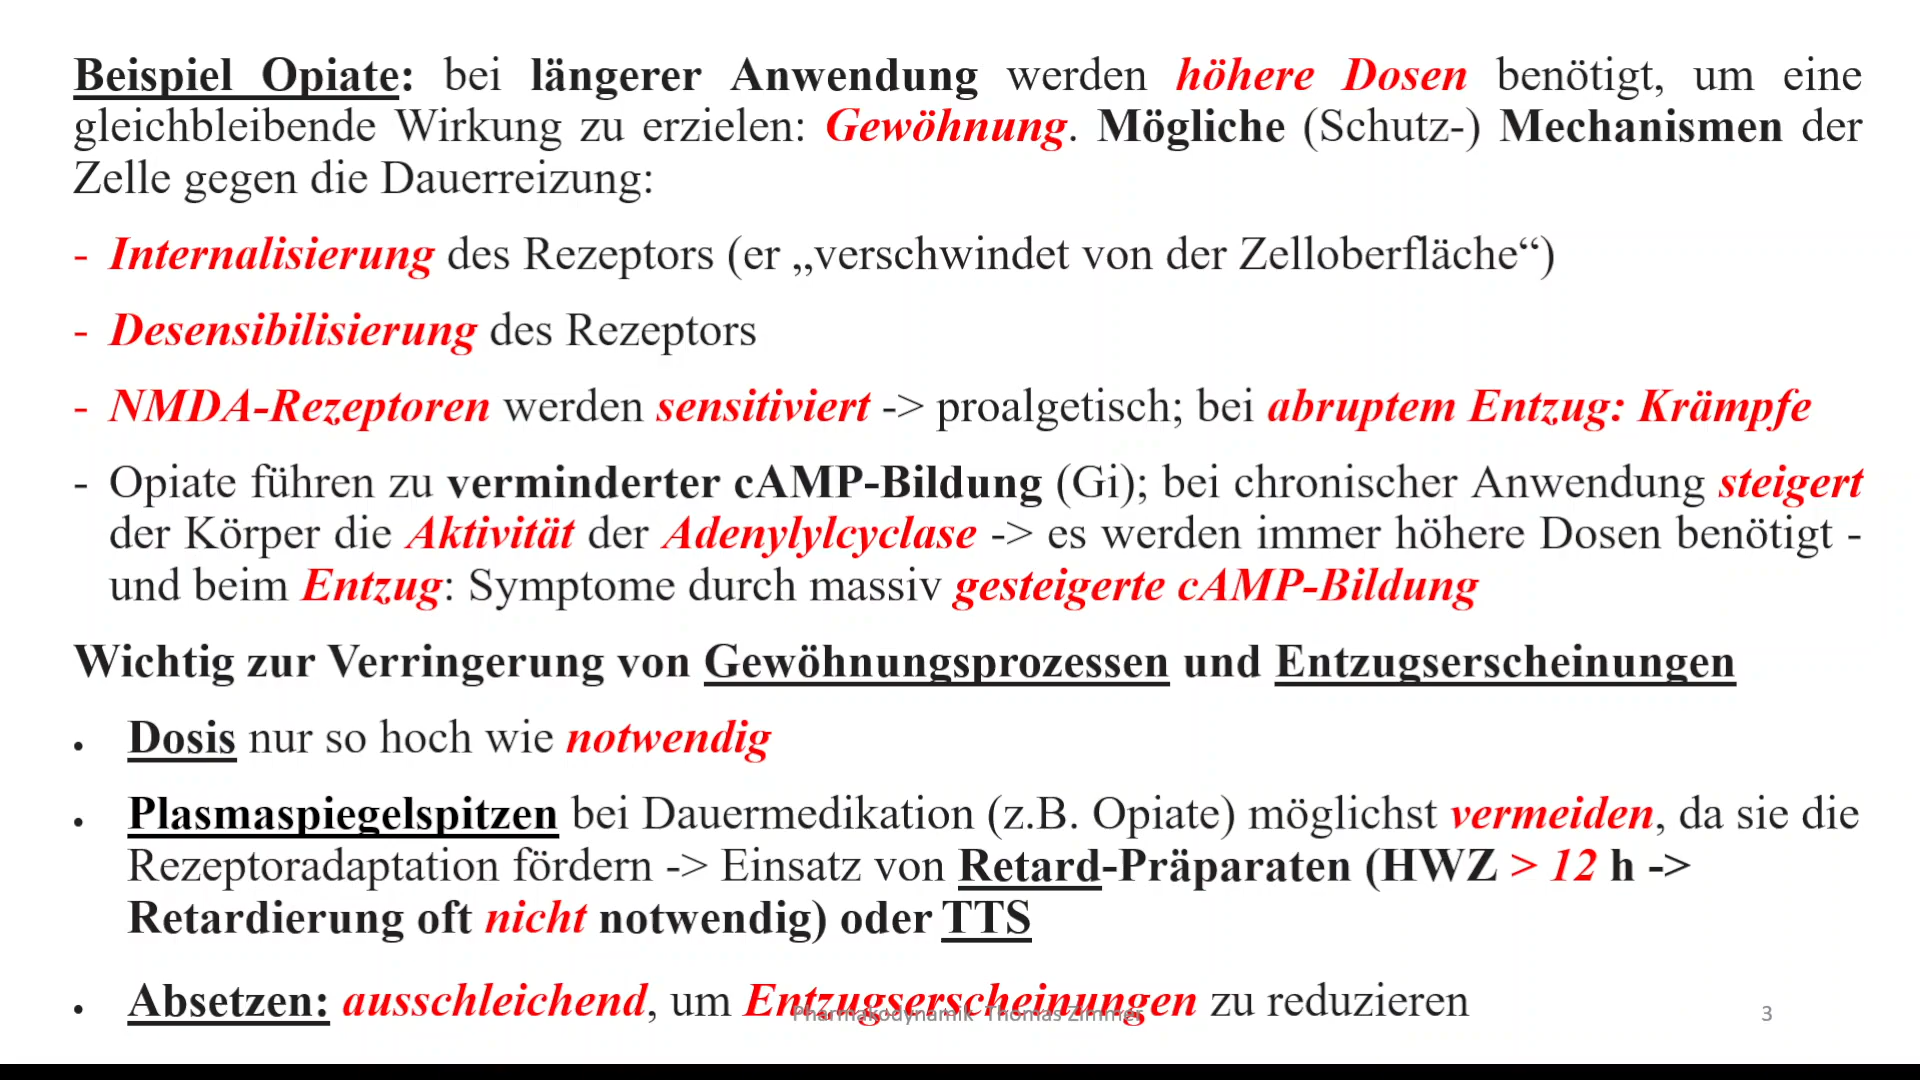 Beispiel Opiate: bei längerer Anwendung werden höhere Dosen benötigt, um eine
gleichbleibende Wirkung zu erzielen: Gewöhnung. Mögliche (Schutz-) Mechanismen der
Zelle gegen die Dauerreizung:
- Internalisierung des Rezeptors (er „verschwindet von der Zelloberfläche“)
- Desensibilisierung des Rezeptors
- NMDA-Rezeptoren werden sensitiviert -> proalgetisch; bei abruptem Entzug: Krämpfe
- Opiate führen zu verminderter cAMP-Bildung (Gi); bei chronischer Anwendung steigert
der Körper die Aktivität der Adenylylcyclase -> es werden immer höhere Dosen benötigt -
und beim Entzug: Symptome durch massiv gesteigerte cAMP-Bildung
Wichtig zur Verringerung von Gewöhnungsprozessen und Entzugserscheinungen
• Dosis nur so hoch wie notwendig
• Plasmaspiegelspitzen bei Dauermedikation (z.B. Opiate) möglichst vermeiden, da sie die
Rezeptoradaptation fördern -> Einsatz von Retard-Präparaten (HWZ > 12 h ->
Retardierung oft nicht notwendig) oder TTS
• Absetzen: ausschleichend, um Entzugserscheinungen zu reduzieren
Pharmakodynamik Thomas Zimmer
3